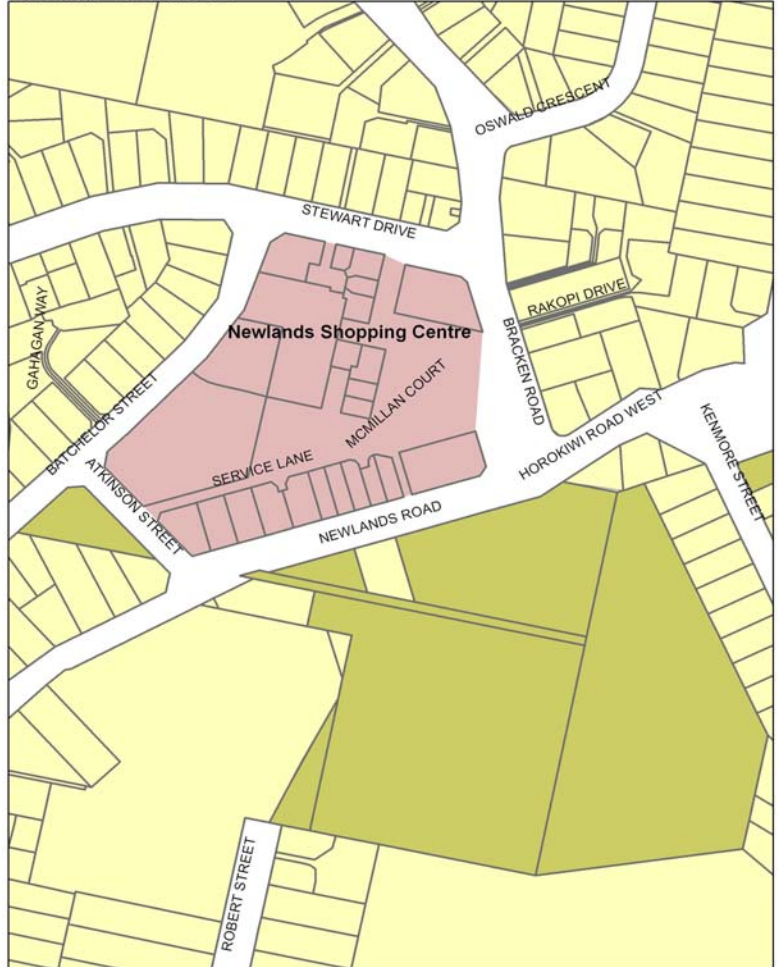 OSWALD CRESCENT
STEWART DRIVE
RAKOPI DRIVE
GAHAGAN WAY
Newlands Shopping Centre
BRACKEN ROAD
MCMILLAN COURT
BATCHELOR STREET
HOROKIWI ROAD WEST
KENMORE STREET
SERVICE LANE
ATKINSON STREET
NEWLANDS ROAD
ROBERT STREET